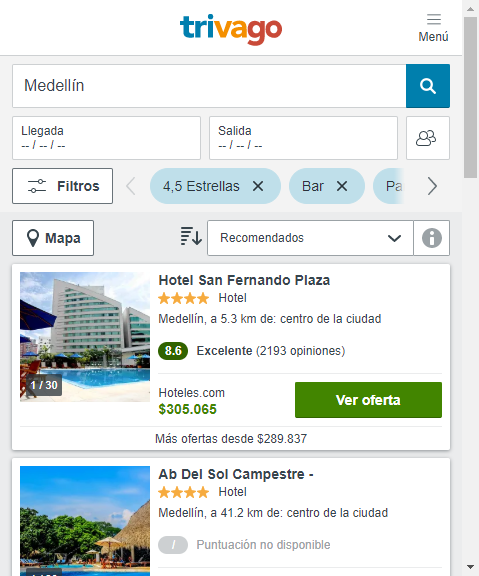 trivago
Menú
Medellín
Llegada
-- / -- / --
Salida
-- / -- / --
Filtros
4,5 Estrellas
Bar
Pa
Mapa
Recomendados
Hotel San Fernando Plaza
Hotel
Medellín, a 5.3 km de: centro de la ciudad
8.6 Excelente (2193 opiniones)
1 / 30
Hoteles.com
$305.065
Ver oferta
Más ofertas desde $289.837
Ab Del Sol Campestre -
Hotel
Medellín, a 41.2 km de: centro de la ciudad
/ Puntuación no disponible